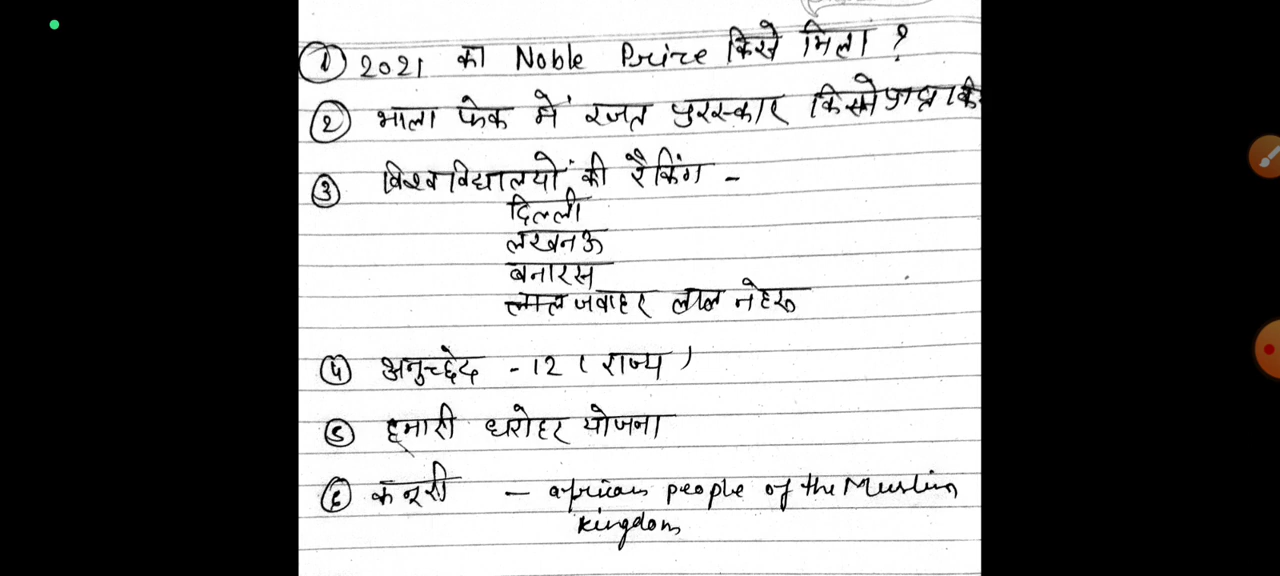 ① 2021 का Noble Prize किसे मिला ?
② भाला फेक में रजत पुरस्कार किसने
③ विश्वविद्यालयों की रैंकिंग -
दिल्ली
लखनऊ
बनारस
जवाहर लाल नेहरू
④ अनुच्छेद - 12 ( राज्य )
⑤ हमारी धरोहर योजना
⑥ कनूरी - african people of the Muslim
kingdom